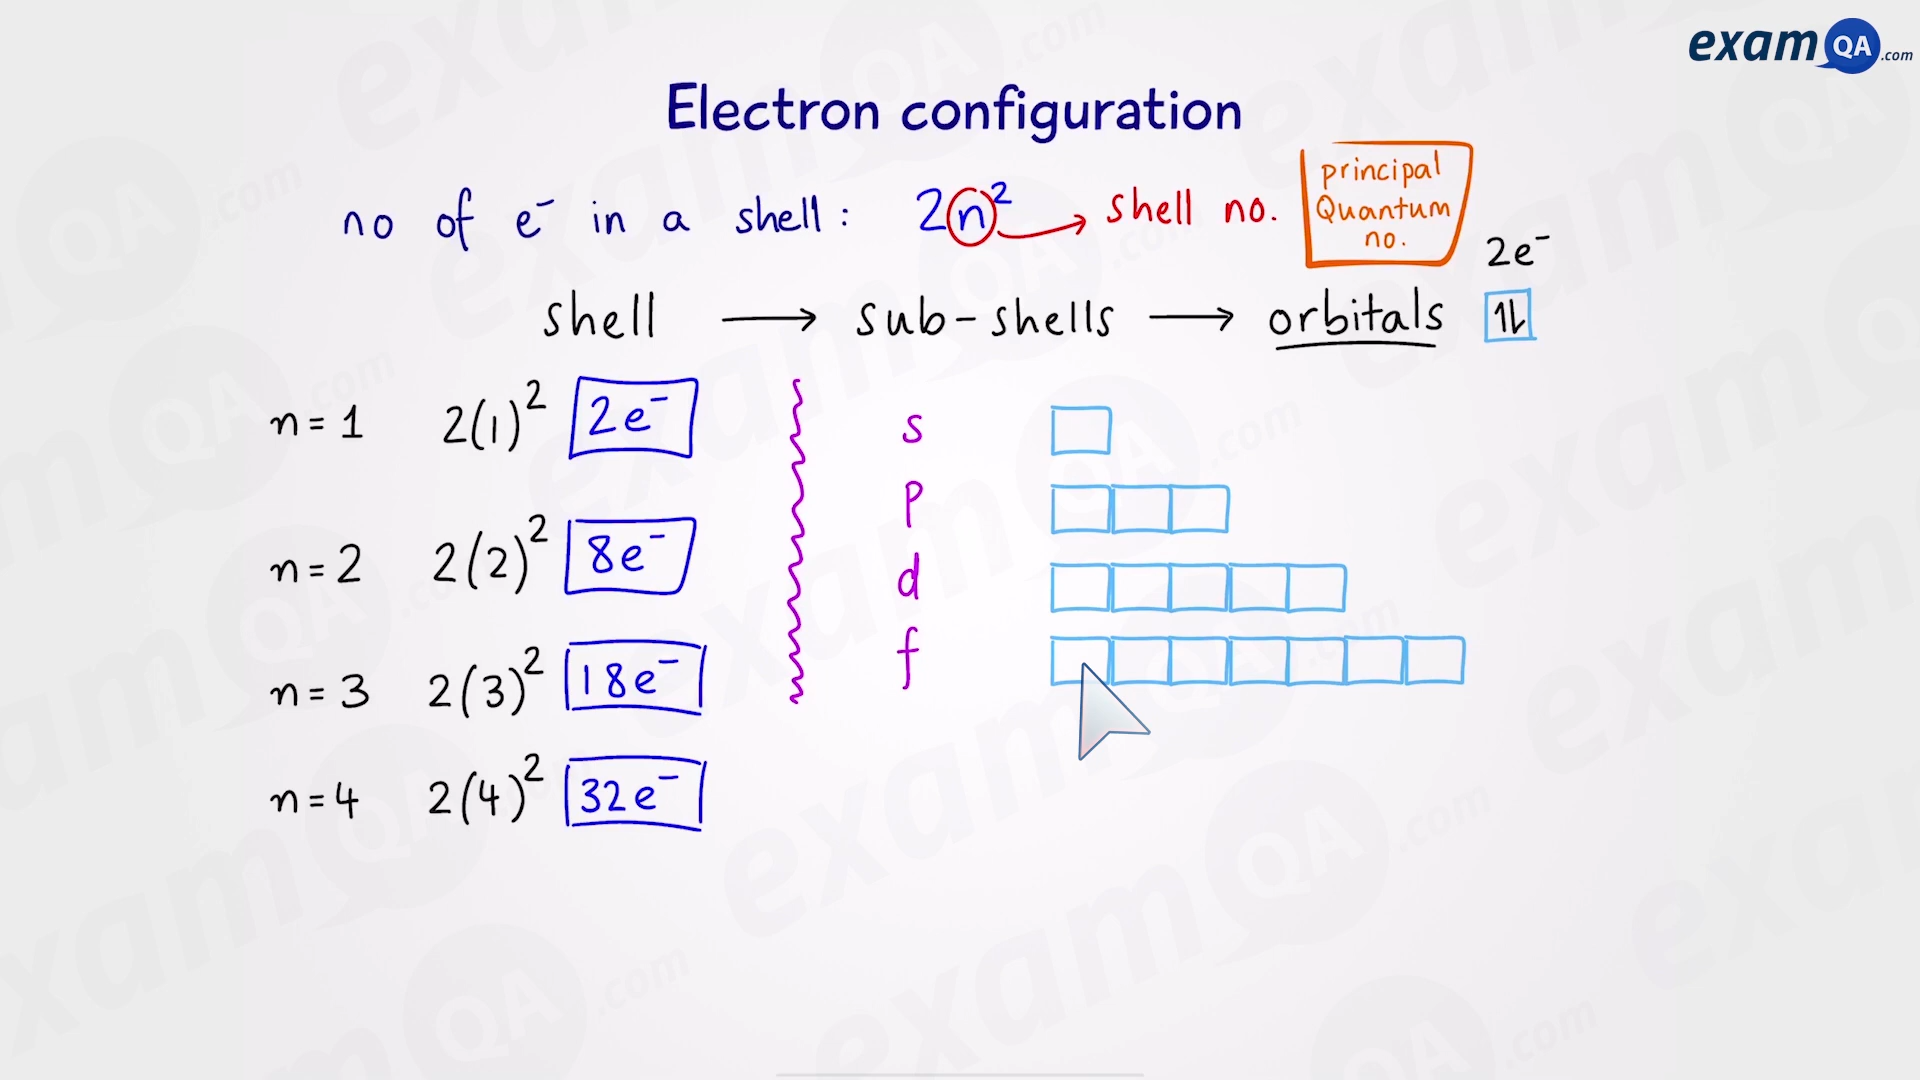 exam QA .com
Electron configuration
no of e⁻ in a shell : 2n² → shell no.
principal
Quantum
no.
2e⁻
shell → sub-shells → orbitals 1l
n = 1 2(1)² 2e⁻
n = 2 2(2)² 8e⁻
n = 3 2(3)² 18e⁻
n = 4 2(4)² 32e⁻
s
p
d
f